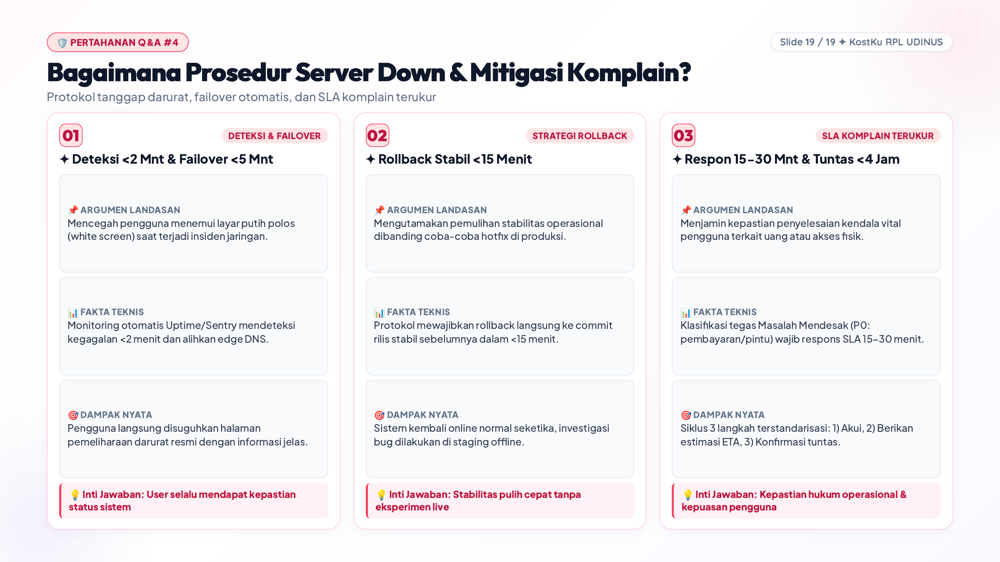 🛡️ PERTAHANAN Q&A #4
Slide 19 / 19 ✦ KostKu RPL UDINUS
Bagaimana Prosedur Server Down & Mitigasi Komplain?
Protokol tanggap darurat, failover otomatis, dan SLA komplain terukur
01
DETEKSI & FAILOVER
✦ Deteksi <2 Mnt & Failover <5 Mnt
📌 ARGUMEN LANDASAN
Mencegah pengguna menemui layar putih polos
(white screen) saat terjadi insiden jaringan.
📊 FAKTA TEKNIS
Monitoring otomatis Uptime/Sentry mendeteksi
kegagalan <2 menit dan alihkan edge DNS.
🎯 DAMPAK NYATA
Pengguna langsung disuguhkan halaman
pemeliharaan darurat resmi dengan informasi jelas.
💡 Inti Jawaban: User selalu mendapat kepastian
status sistem
02
STRATEGI ROLLBACK
✦ Rollback Stabil <15 Menit
📌 ARGUMEN LANDASAN
Mengutamakan pemulihan stabilitas operasional
dibanding coba-coba hotfix di produksi.
📊 FAKTA TEKNIS
Protokol mewajibkan rollback langsung ke commit
rilis stabil sebelumnya dalam <15 menit.
🎯 DAMPAK NYATA
Sistem kembali online normal seketika, investigasi
bug dilakukan di staging offline.
💡 Inti Jawaban: Stabilitas pulih cepat tanpa
eksperimen live
03
SLA KOMPLAIN TERUKUR
✦ Respon 15–30 Mnt & Tuntas <4 Jam
📌 ARGUMEN LANDASAN
Menjamin kepastian penyelesaian kendala vital
pengguna terkait uang atau akses fisik.
📊 FAKTA TEKNIS
Klasifikasi tegas Masalah Mendesak (P0:
pembayaran/pintu) wajib respons SLA 15–30 menit.
🎯 DAMPAK NYATA
Siklus 3 langkah terstandarisasi: 1) Akui, 2) Berikan
estimasi ETA, 3) Konfirmasi tuntas.
💡 Inti Jawaban: Kepastian hukum operasional &
kepuasan pengguna